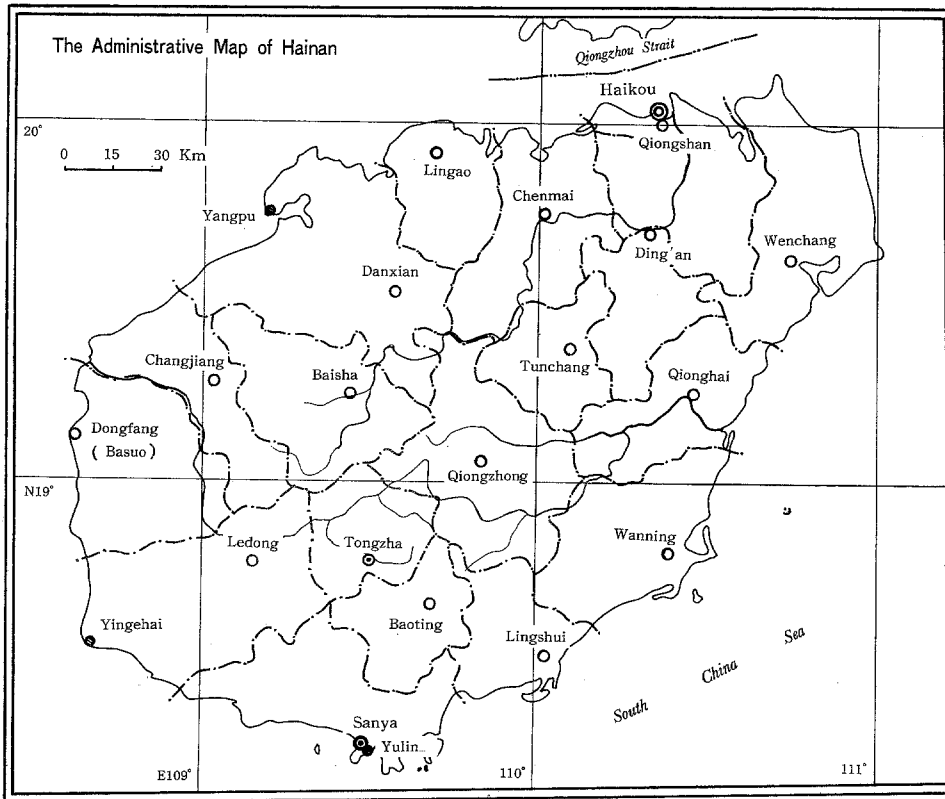 The Administrative Map of Hainan
Qiongzhou Strait
Haikou
20°
0 15 30 Km
Qiongshan
Lingao
Chenmai
Yangpu
Ding'an
Wenchang
Danxian
Changjiang
Baisha
Tunchang
Qionghai
Dongfang
( Basuo )
Qiongzhong
N19°
Ledong
Tongzha
Wanning
Baoting
Yingehai
Lingshui
South China Sea
Sanya
Yulin
E109°
110°
111°